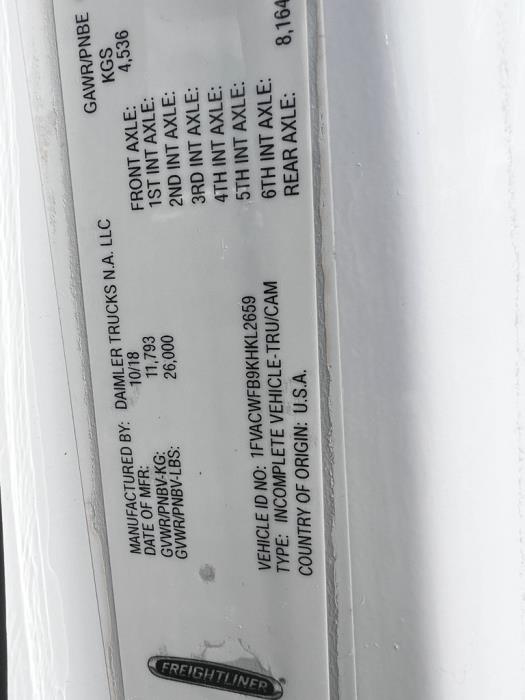 FREIGHTLINER
MANUFACTURED BY: DAIMLER TRUCKS N.A. LLC
DATE OF MFR: 10/18
GVWR/PNBV-KG: 11,793
GVWR/PNBV-LBS: 26,000
VEHICLE ID NO: 1FVACWFB9KHKL2659
TYPE: INCOMPLETE VEHICLE-TRU/CAM
COUNTRY OF ORIGIN: U.S.A.
GAWR/PNBE
KGS
FRONT AXLE: 4,536
1ST INT AXLE:
2ND INT AXLE:
3RD INT AXLE:
4TH INT AXLE:
5TH INT AXLE:
6TH INT AXLE:
REAR AXLE: 8,164